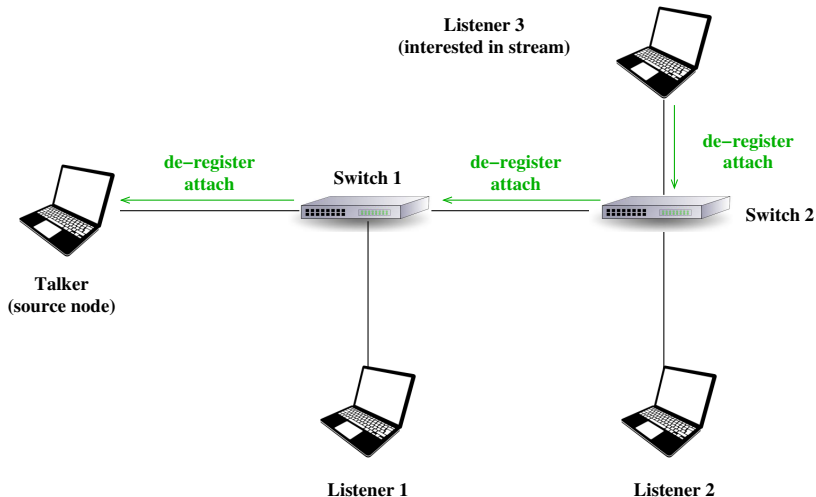 Listener 3
(interested in stream)
de−register
attach
de−register
attach
de−register
attach
Switch 1
Switch 2
Talker
(source node)
Listener 1
Listener 2